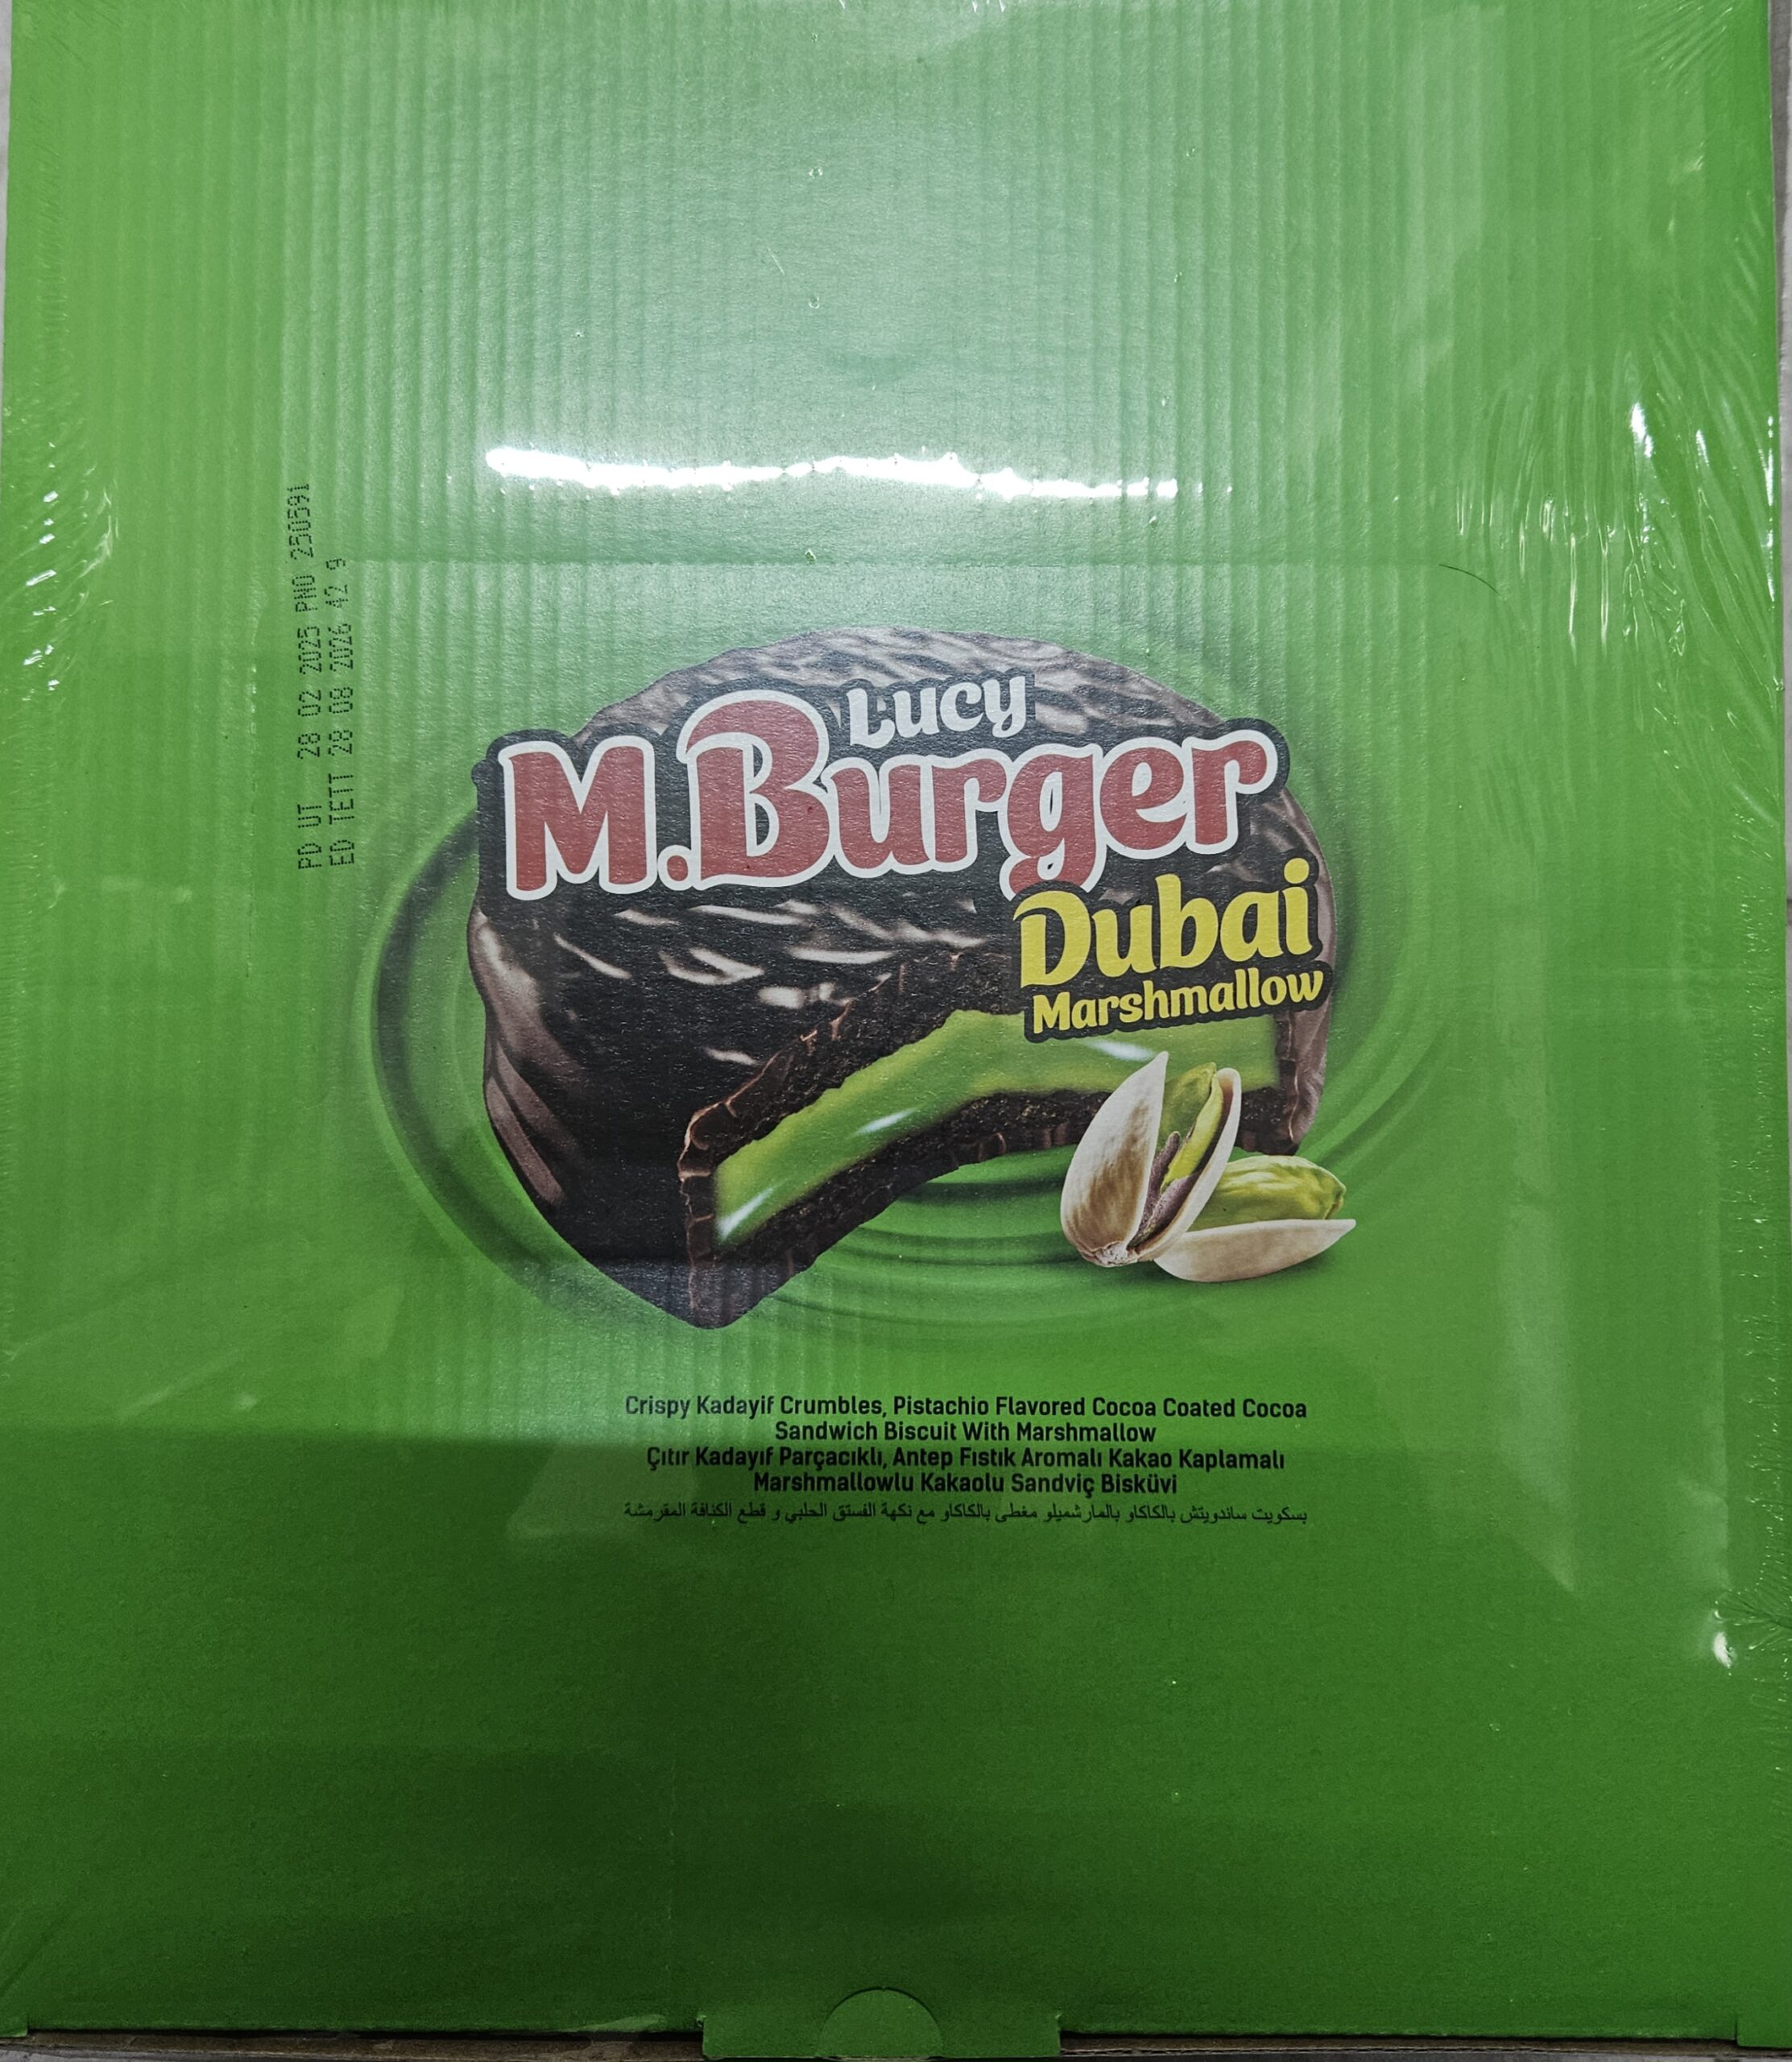 PD UT 28 02 2025 PNO 250591
ED TETT 28 08 2026 42 g
Lucy
M.Burger
Dubai
Marshmallow
Crispy Kadayif Crumbles, Pistachio Flavored Cocoa Coated Cocoa
Sandwich Biscuit With Marshmallow
Çıtır Kadayıf Parçacıklı, Antep Fıstık Aromalı Kakao Kaplamalı
Marshmallowlu Kakaolu Sandviç Bisküvi
بسكويت ساندويتش بالكاكاو بالمارشميلو مغطى بالكاكاو مع نكهة الفستق الحلبي و قطع الكنافة المقرمشة